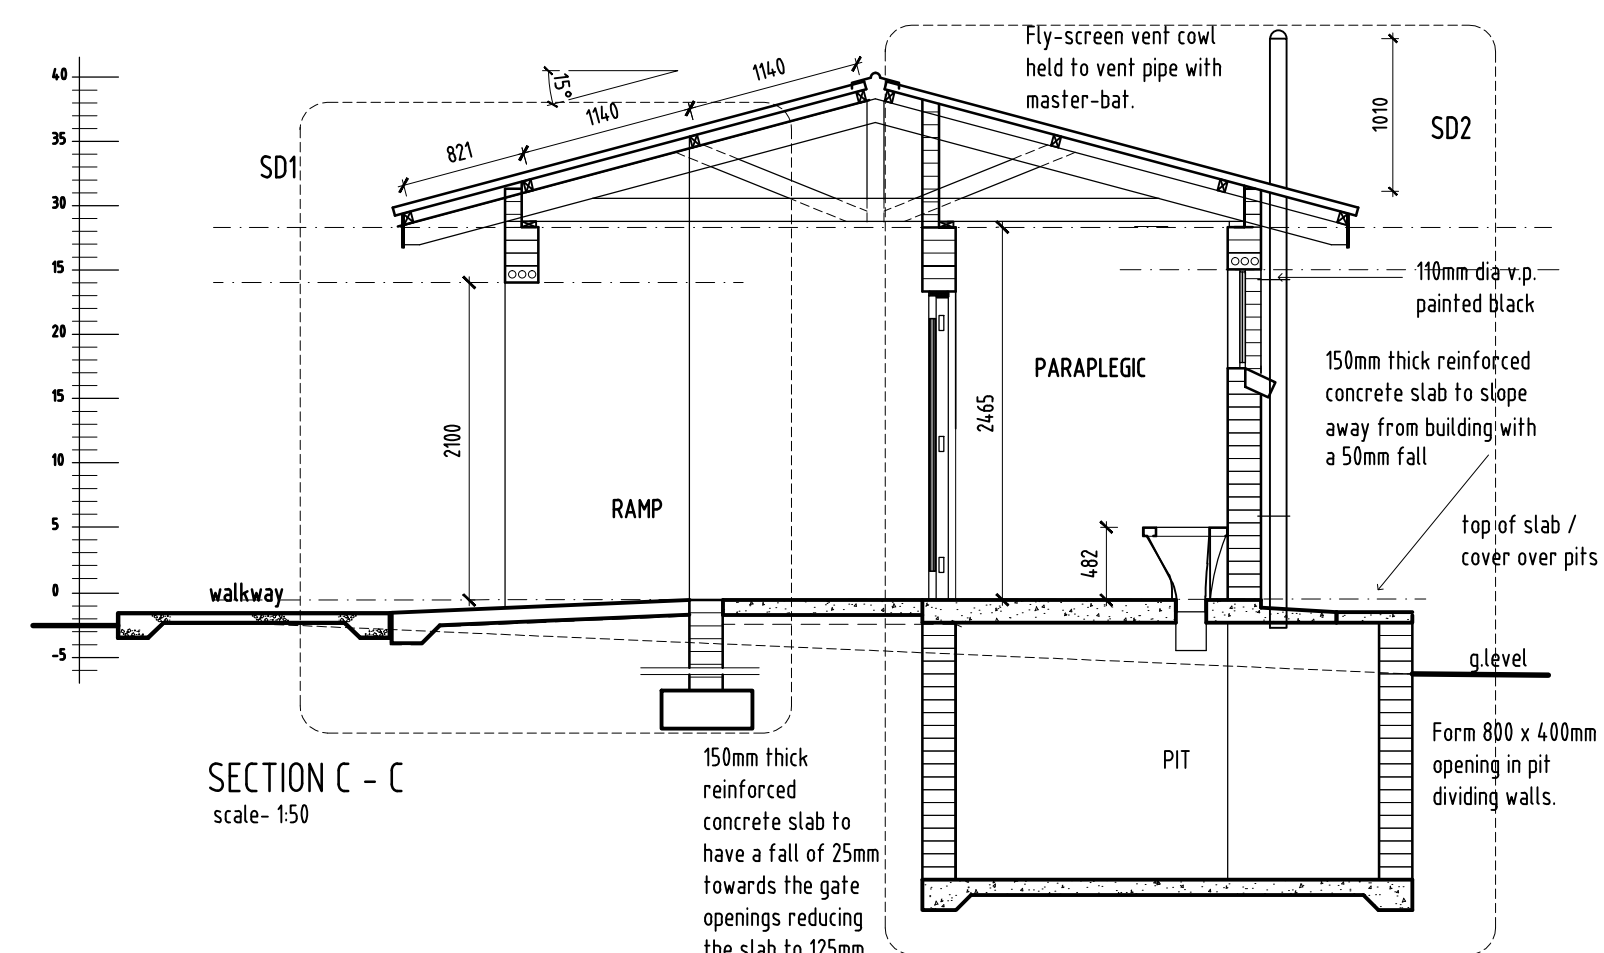 Fly-screen vent cowl
held to vent pipe with
master-bat.
1140
15°
1140
821
SD1
1010
SD2
40
35
30
15
20
15
10
5
0
-5
110mm dia v.p.
painted black
150mm thick reinforced
concrete slab to slope
away from building with
a 50mm fall
PARAPLEGIC
2465
2100
RAMP
482
top of slab /
cover over pits
walkway
g.level
Form 800 x 400mm
opening in pit
dividing walls.
PIT
SECTION C - C
scale- 1:50
150mm thick
reinforced
concrete slab to
have a fall of 25mm
towards the gate
openings reducing
the slab to 125mm